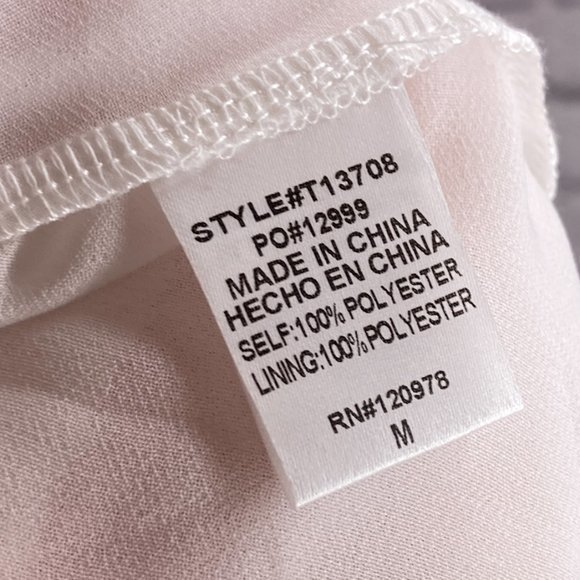 STYLE#T13708
PO#12999
MADE IN CHINA
HECHO EN CHINA
SELF:100% POLYESTER
LINING:100% POLYESTER
RN#120978
M